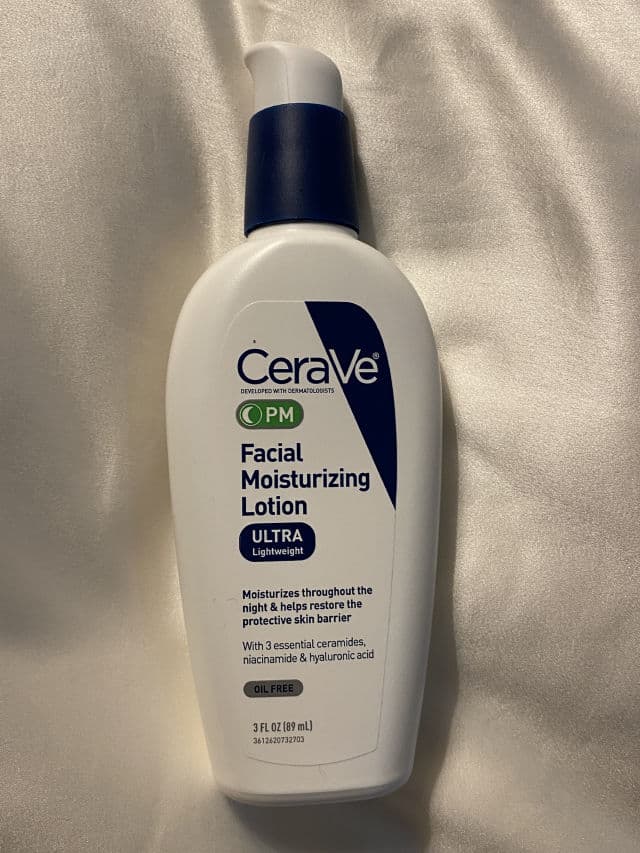 CeraVe®
DEVELOPED WITH DERMATOLOGISTS
PM
Facial
Moisturizing
Lotion
ULTRA
Lightweight
Moisturizes throughout the
night & helps restore the
protective skin barrier
With 3 essential ceramides,
niacinamide & hyaluronic acid
OIL FREE
3 FL OZ (89 mL)
3612620732703